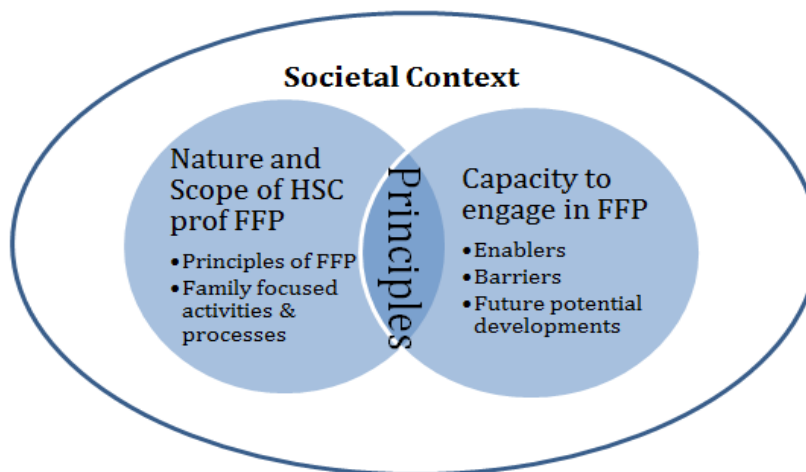 Societal Context
Nature and
Scope of HSC
prof FFP
•Principles of FFP
•Family focused
activities &
processes
Principles
Capacity to
engage in FFP
•Enablers
•Barriers
•Future potential
developments